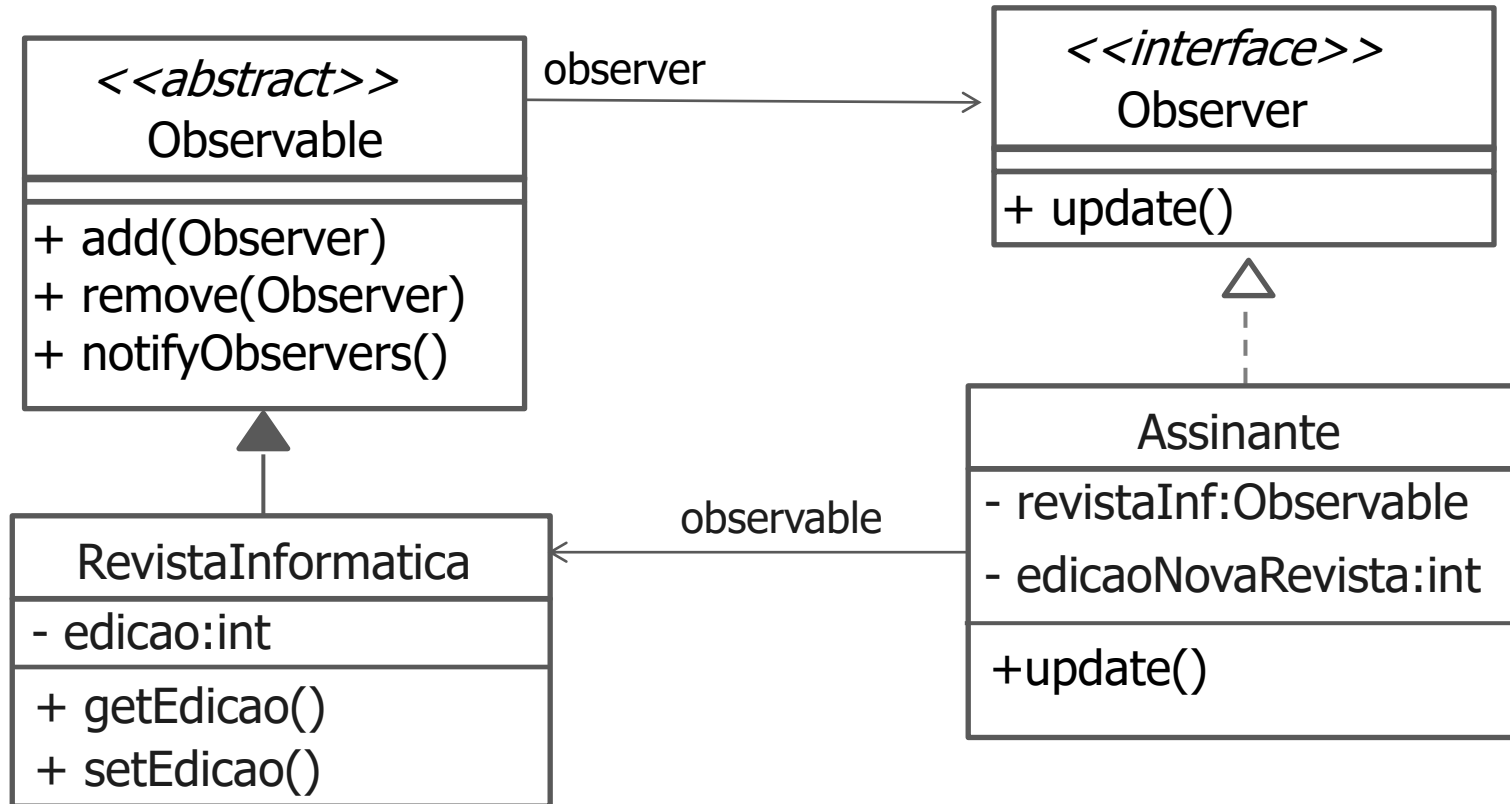 <<abstract>>
Observable
+ add(Observer)
+ remove(Observer)
+ notifyObservers()
observer
<<interface>>
Observer
+ update()
RevistaInformatica
- edicao:int
+ getEdicao()
+ setEdicao()
observable
Assinante
- revistaInf:Observable
- edicaoNovaRevista:int
+update()